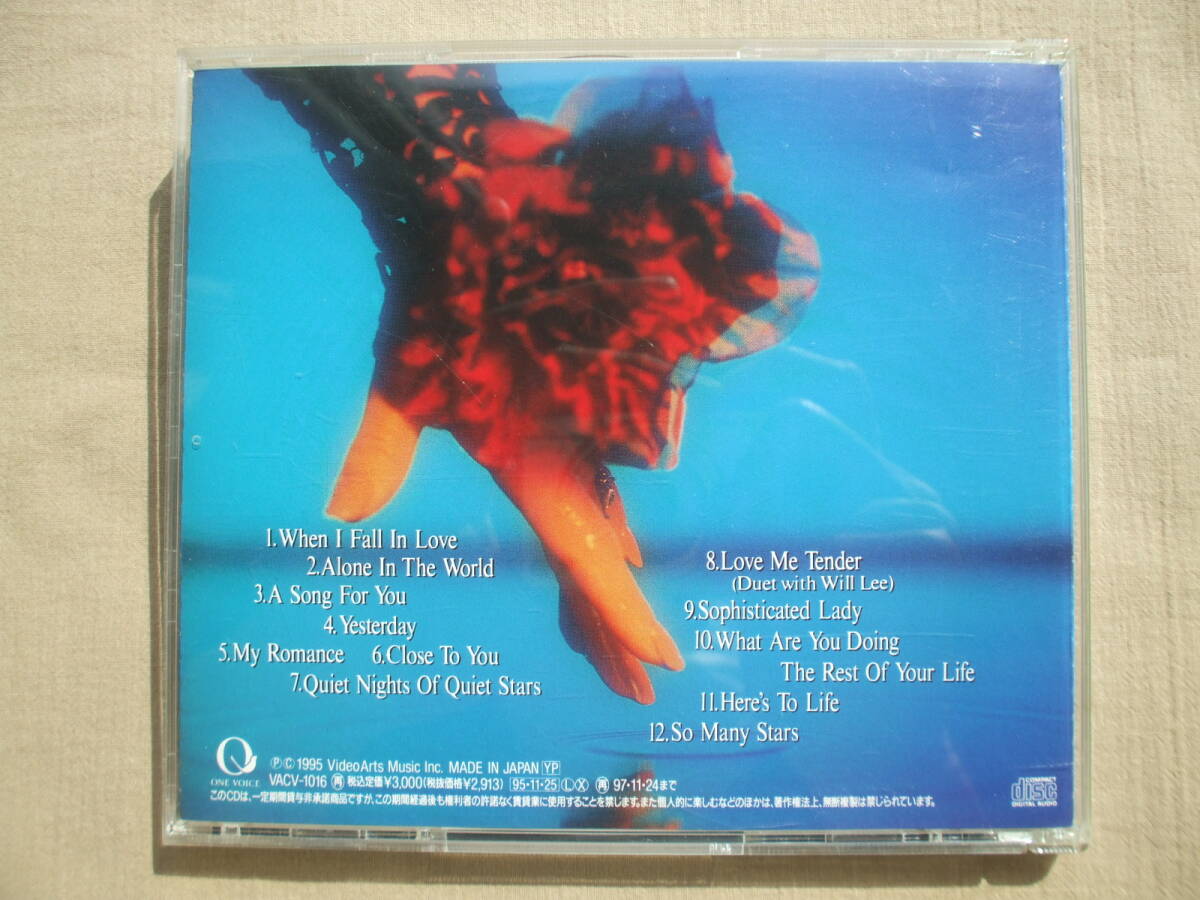 1.When I Fall In Love
2.Alone In The World
3.A Song For You
4.Yesterday
5.My Romance 6.Close To You
7.Quiet Nights Of Quiet Stars
8.Love Me Tender
(Duet with Will Lee)
9.Sophisticated Lady
10.What Are You Doing
The Rest Of Your Life
11.Here's To Life
12.So Many Stars
Q
ONE VOICE
ⓅⒸ 1995 VideoArts Music Inc. MADE IN JAPAN YP
VACV-1016 ㊞再 税込定価¥3,000(税抜価格¥2,913) 95·11·25 Ⓛ Ⓧ 再 97·11·24まで
このCDは、一定期間貸与非承諾商品ですが、この期間経過後も権利者の許諾なく賃貸業に使用することを禁じます。また個人的に楽しむなどのほかは、著作権法上、無断複製は禁じられています。
COMPACT
disc
DIGITAL AUDIO